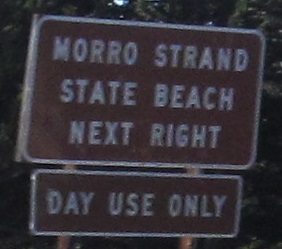 MORRO STRAND
STATE BEACH
NEXT RIGHT
DAY USE ONLY